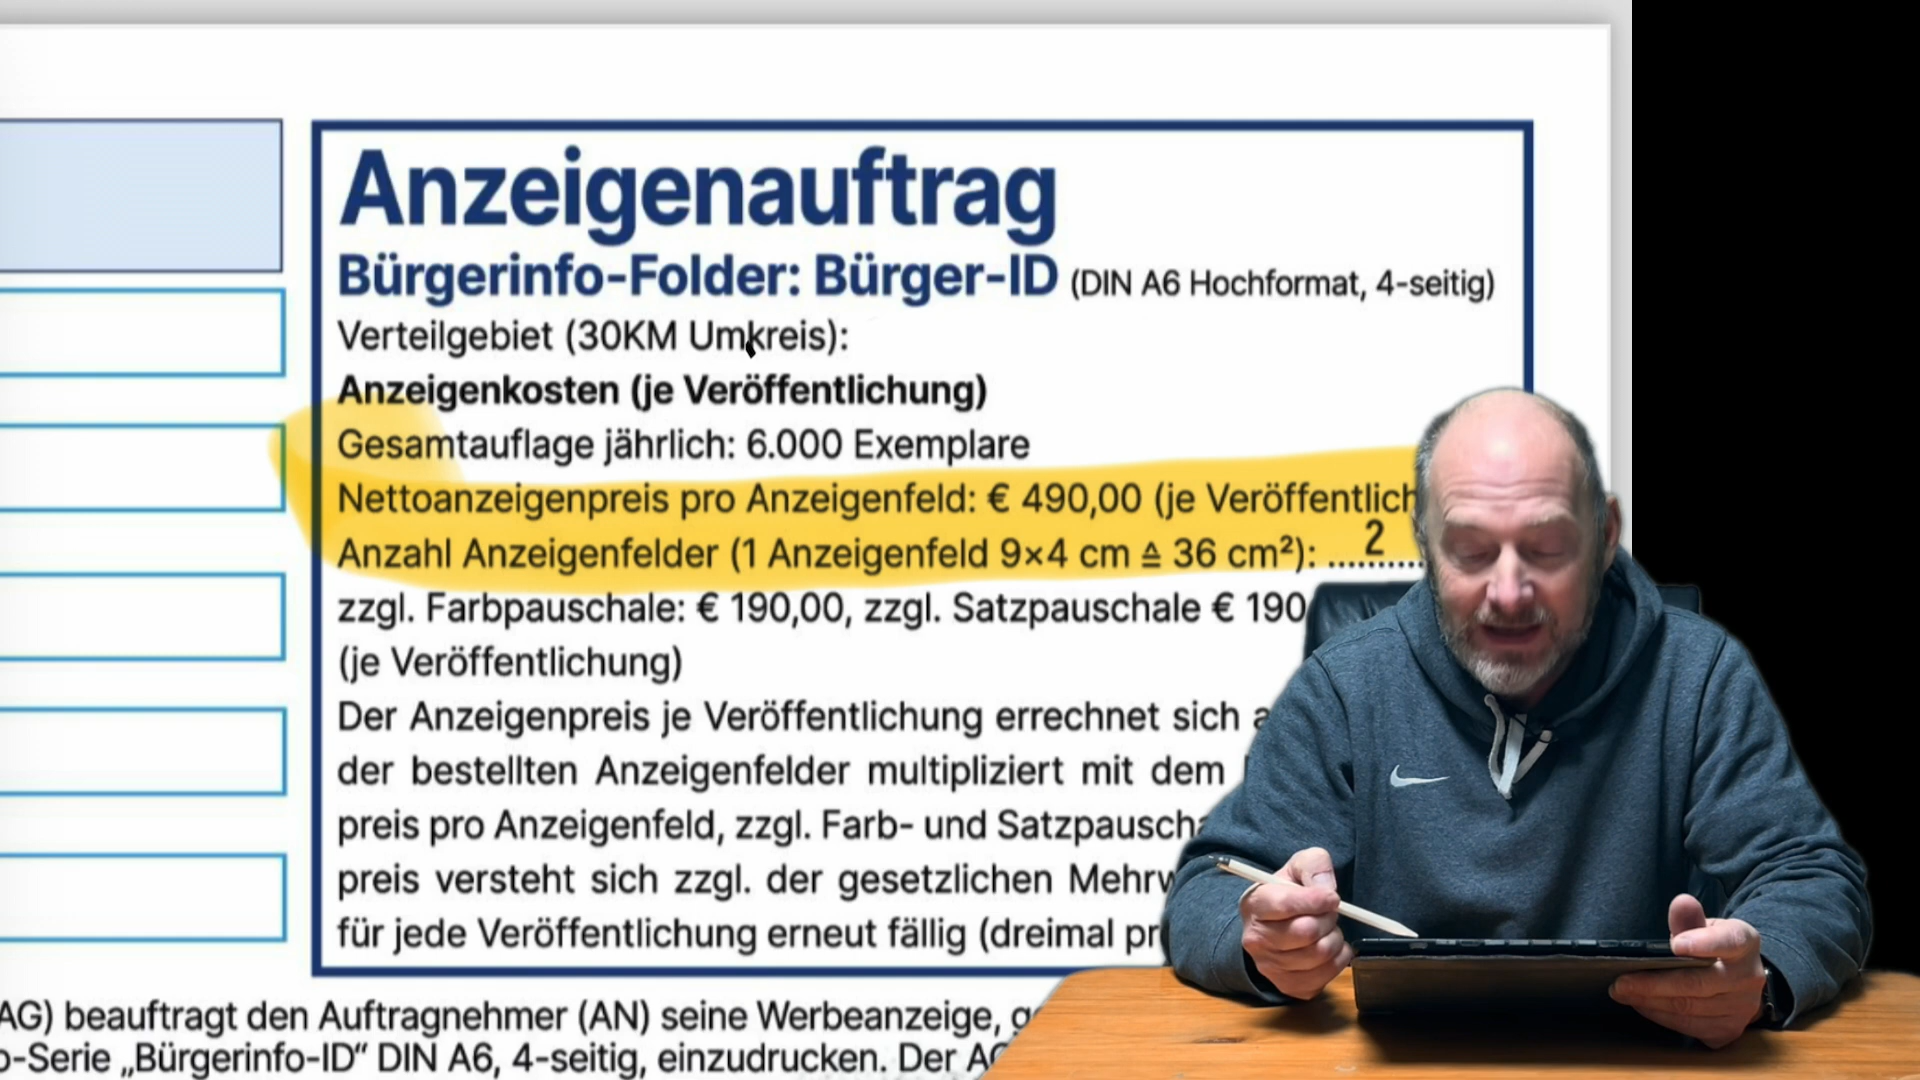 Anzeigenauftrag
Bürgerinfo-Folder: Bürger-ID (DIN A6 Hochformat, 4-seitig)
Verteilgebiet (30KM Umkreis):
Anzeigenkosten (je Veröffentlichung)
Gesamtauflage jährlich: 6.000 Exemplare
Nettoanzeigenpreis pro Anzeigenfeld: € 490,00 (je
Anzahl Anzeigenfelder (1 Anzeigenfeld 9×4 cm ≙ 36 cm²): ..........2
zzgl. Farbpauschale: € 190,00, zzgl. Satzpauschale € 190
(je Veröffentlichung)
Der Anzeigenpreis je Veröffentlichung errechnet sich
der bestellten Anzeigenfelder multipliziert mit dem
preis pro Anzeigenfeld, zzgl. Farb- und
preis versteht sich zzgl. der gesetzlichen
für jede Veröffentlichung erneut fällig (dreimal
AG) beauftragt den Auftragnehmer (AN) seine Werbeanzeige,
o-Serie „Bürgerinfo-ID“ DIN A6, 4-seitig, einzudrucken. Der